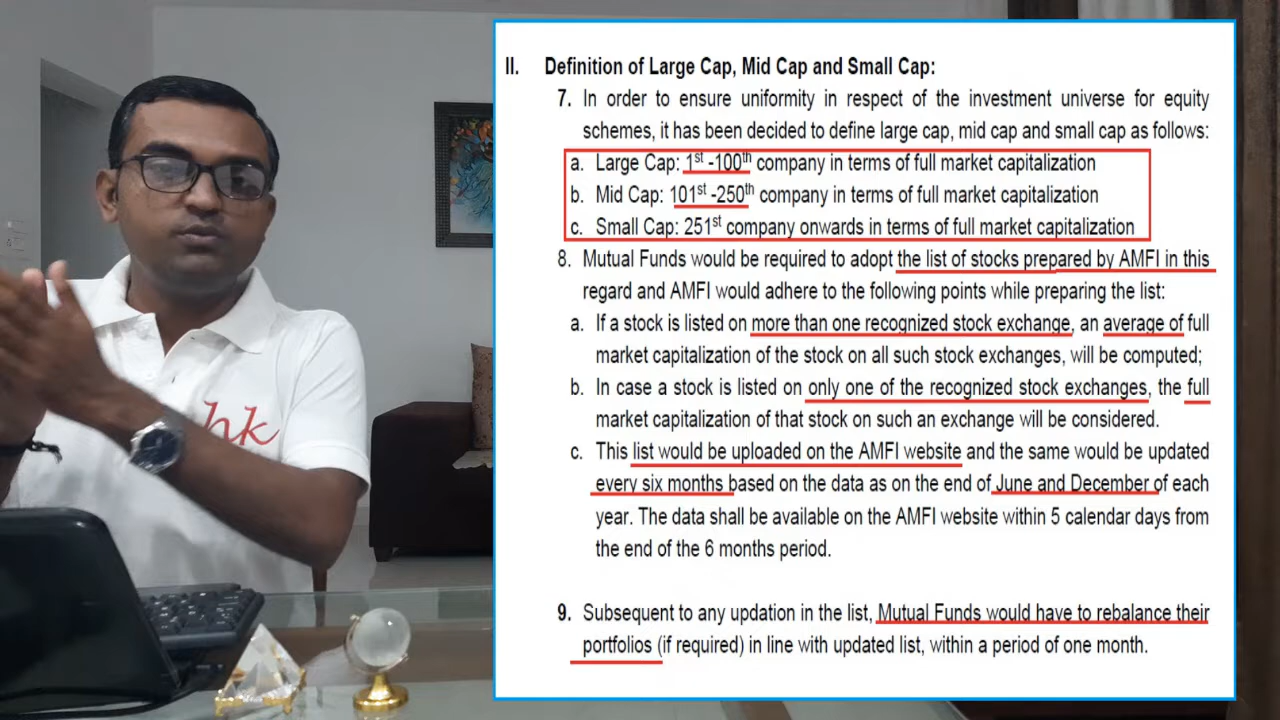 II. Definition of Large Cap, Mid Cap and Small Cap:
7. In order to ensure uniformity in respect of the investment universe for equity
schemes, it has been decided to define large cap, mid cap and small cap as follows:
a. Large Cap: 1st -100th company in terms of full market capitalization
b. Mid Cap: 101st -250th company in terms of full market capitalization
c. Small Cap: 251st company onwards in terms of full market capitalization
8. Mutual Funds would be required to adopt the list of stocks prepared by AMFI in this
regard and AMFI would adhere to the following points while preparing the list:
a. If a stock is listed on more than one recognized stock exchange, an average of full
market capitalization of the stock on all such stock exchanges, will be computed;
b. In case a stock is listed on only one of the recognized stock exchanges, the full
market capitalization of that stock on such an exchange will be considered.
c. This list would be uploaded on the AMFI website and the same would be updated
every six months based on the data as on the end of June and December of each
year. The data shall be available on the AMFI website within 5 calendar days from
the end of the 6 months period.
9. Subsequent to any updation in the list, Mutual Funds would have to rebalance their
portfolios (if required) in line with updated list, within a period of one month.
hk